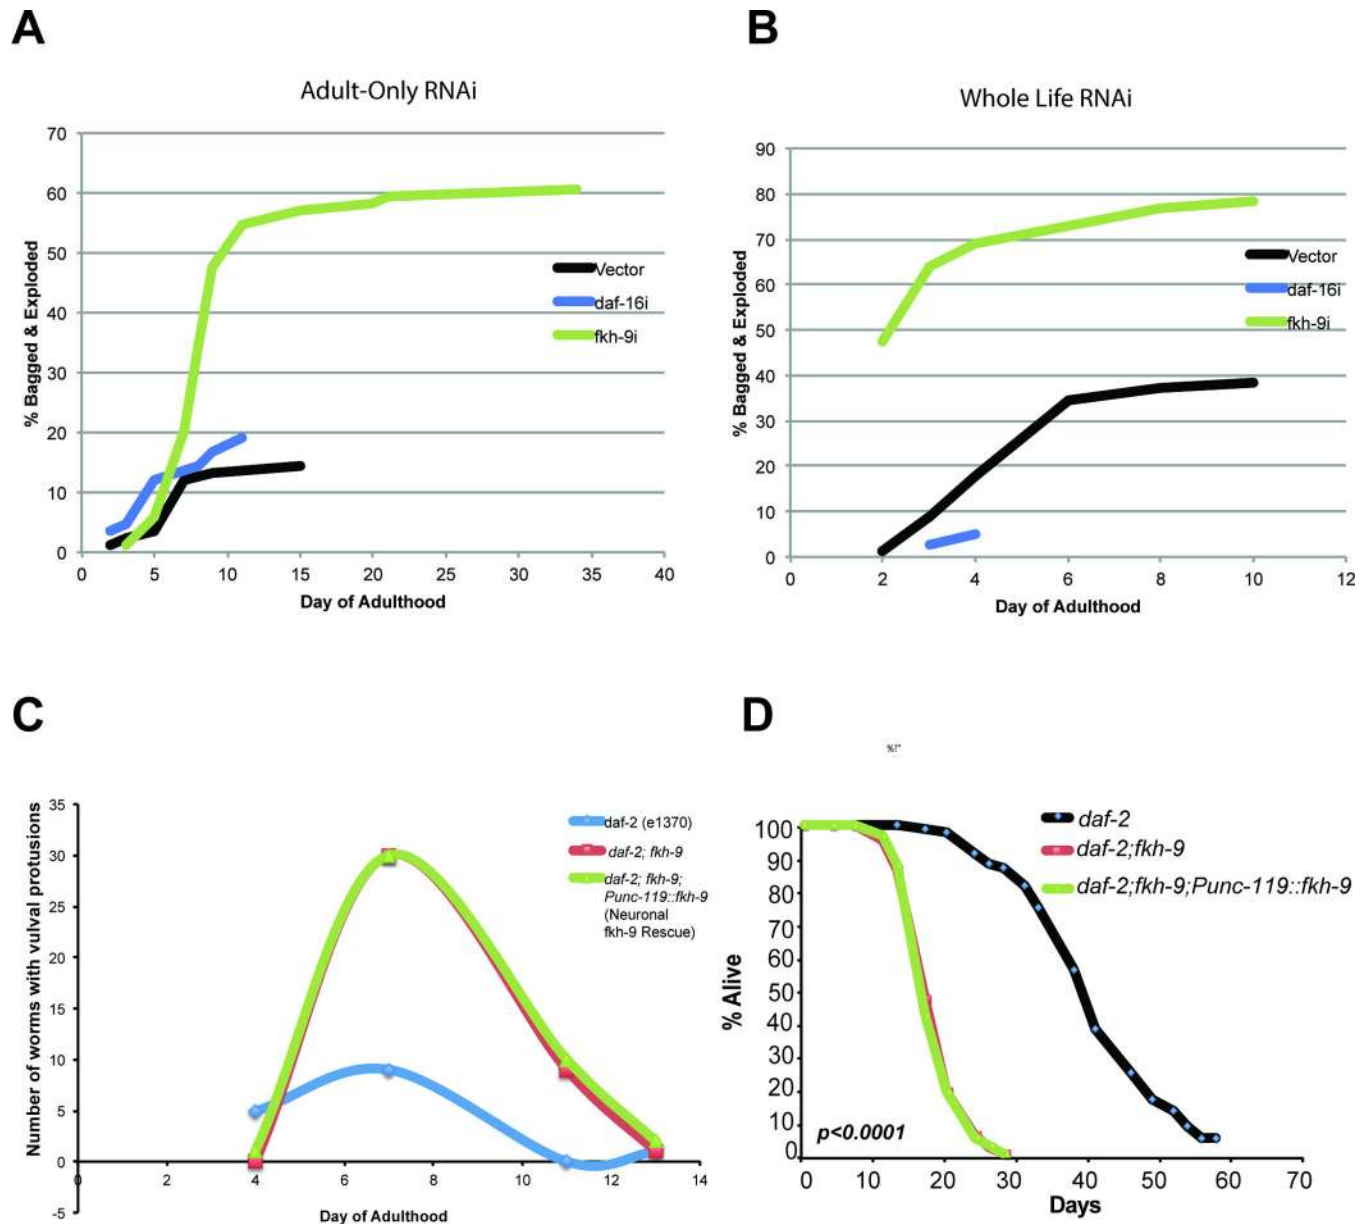 A
Adult-Only RNAi
% Bagged & Exploded
70
60
50
40
30
20
10
0
0 5 10 15 20 25 30 35 40
Day of Adulthood
Vector
daf-16i
fkh-9i
B
Whole Life RNAi
% Bagged & Exploded
90
80
70
60
50
40
30
20
10
0
0 2 4 6 8 10 12
Day of Adulthood
Vector
daf-16i
fkh-9i
C
Number of worms with vulval protusions
35
30
25
20
15
10
5
0
-5
0 2 4 6 8 10 12 14
Day of Adulthood
daf-2 (e1370)
daf-2; fkh-9
daf-2; fkh-9;
Punc-119::fkh-9
(Neuronal
fkh-9 Rescue)
D
% Alive
100
90
80
70
60
50
40
30
20
10
0
0 10 20 30 40 50 60 70
Days
daf-2
daf-2;fkh-9
daf-2;fkh-9;Punc-119::fkh-9
p<0.0001